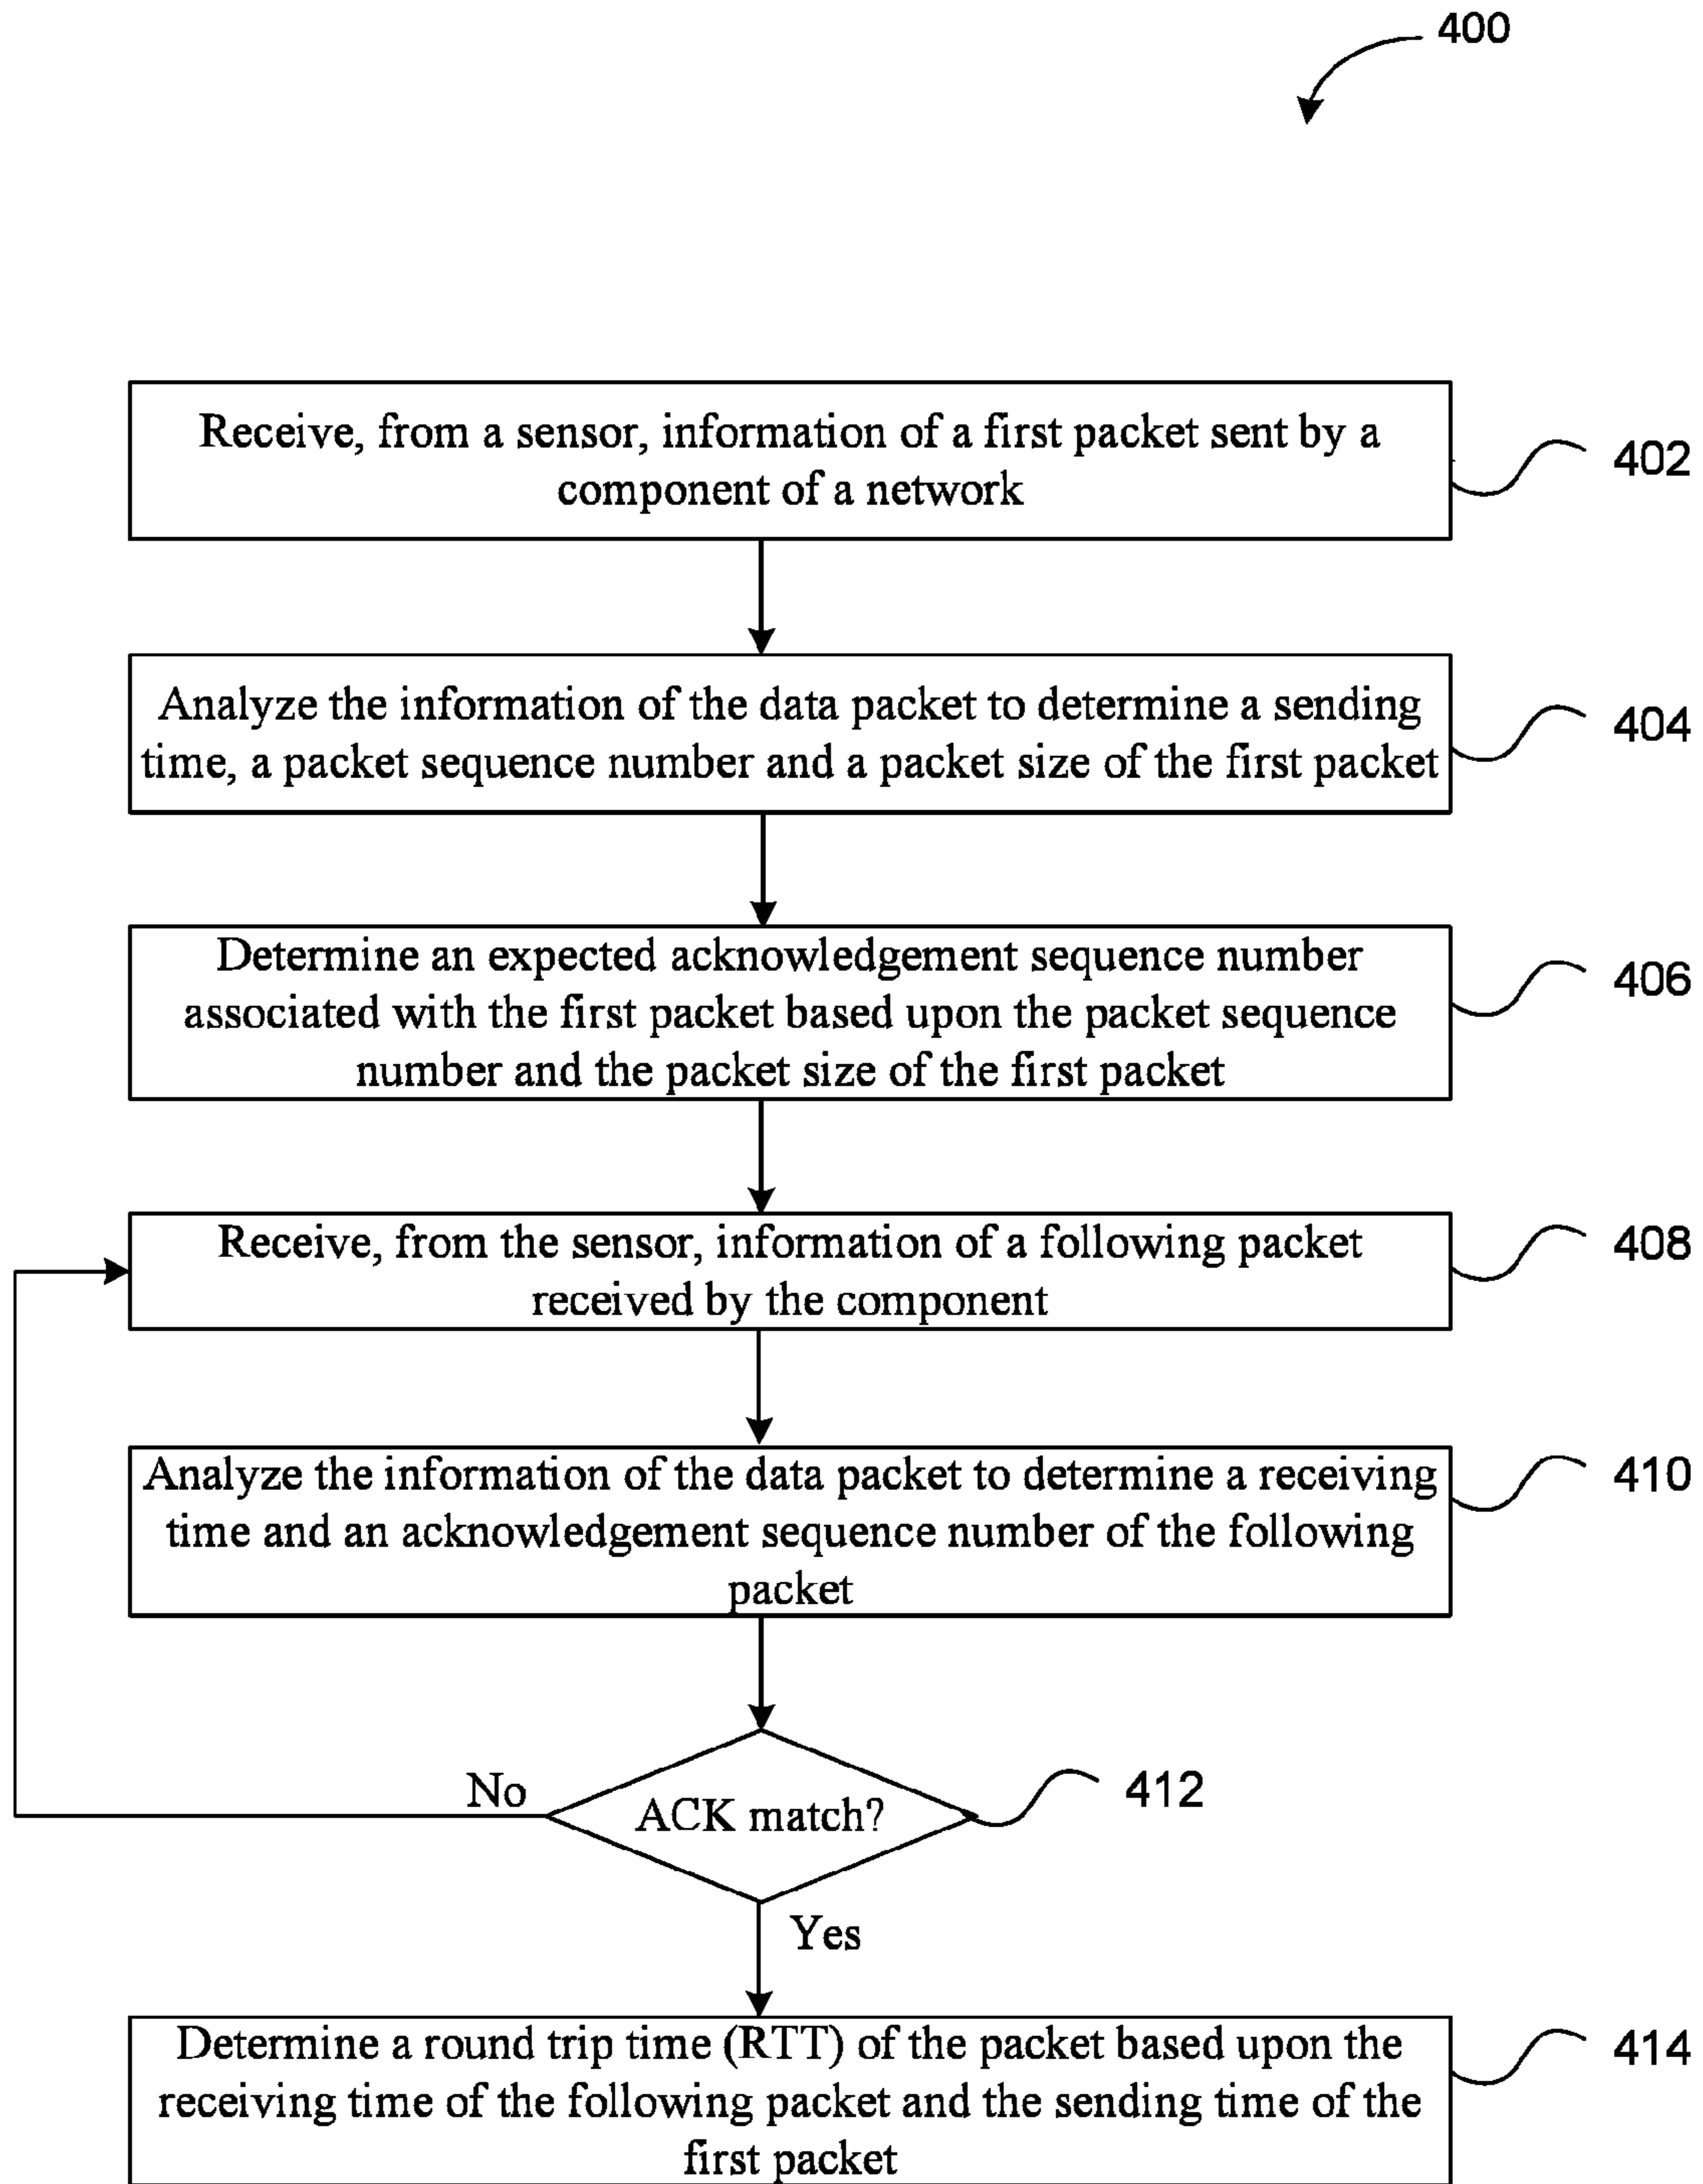 400
Receive, from a sensor, information of a first packet sent by a
component of a network
402
Analyze the information of the data packet to determine a sending
time, a packet sequence number and a packet size of the first packet
404
Determine an expected acknowledgement sequence number
associated with the first packet based upon the packet sequence
number and the packet size of the first packet
406
Receive, from the sensor, information of a following packet
received by the component
408
Analyze the information of the data packet to determine a receiving
time and an acknowledgement sequence number of the following
packet
410
No
ACK match?
412
Yes
Determine a round trip time (RTT) of the packet based upon the
receiving time of the following packet and the sending time of the
first packet
414